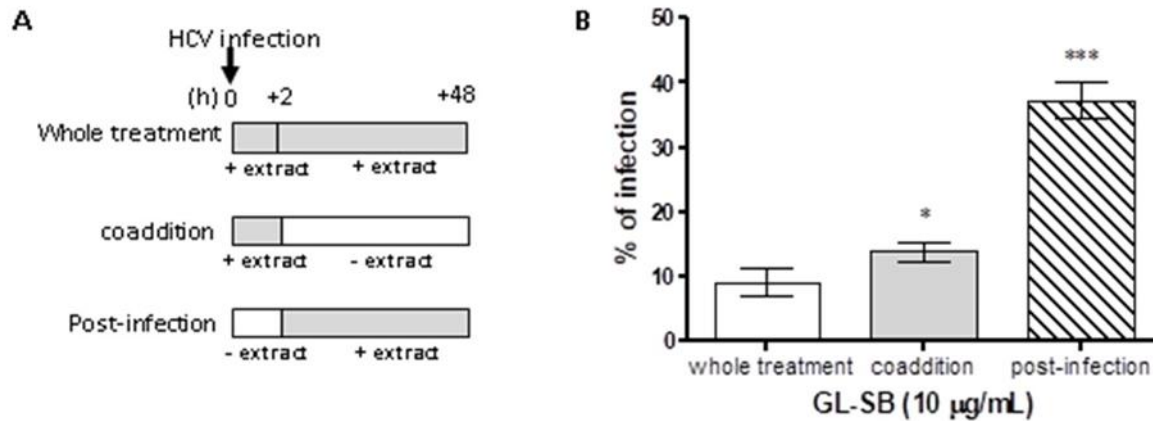 A
HCV infection
(h) 0 +2 +48
Whole treatment
+ extract + extract
coaddition
+ extract - extract
Post-infection
- extract + extract
B
% of infection
50
40
30
20
10
0
*
***
whole treatment coaddition post-infection
GL-SB (10 µg/mL)